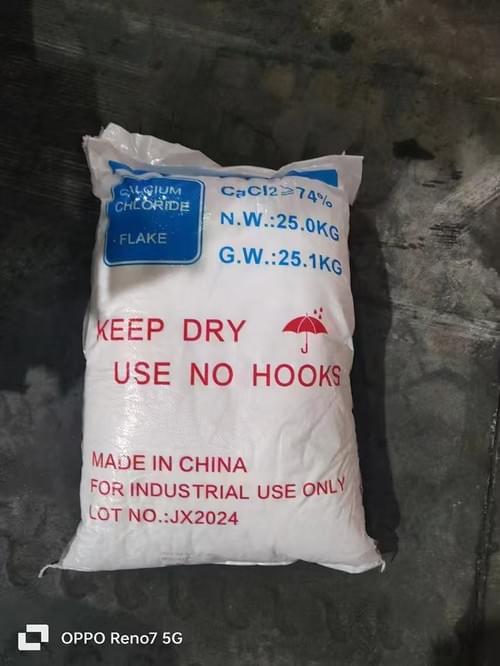 CALCIUM
CHLORIDE
FLAKE
CaCl2≥74%
N.W.:25.0KG
G.W.:25.1KG
KEEP DRY
USE NO HOOKS
MADE IN CHINA
FOR INDUSTRIAL USE ONLY
LOT NO.:JX2024
OPPO Reno7 5G